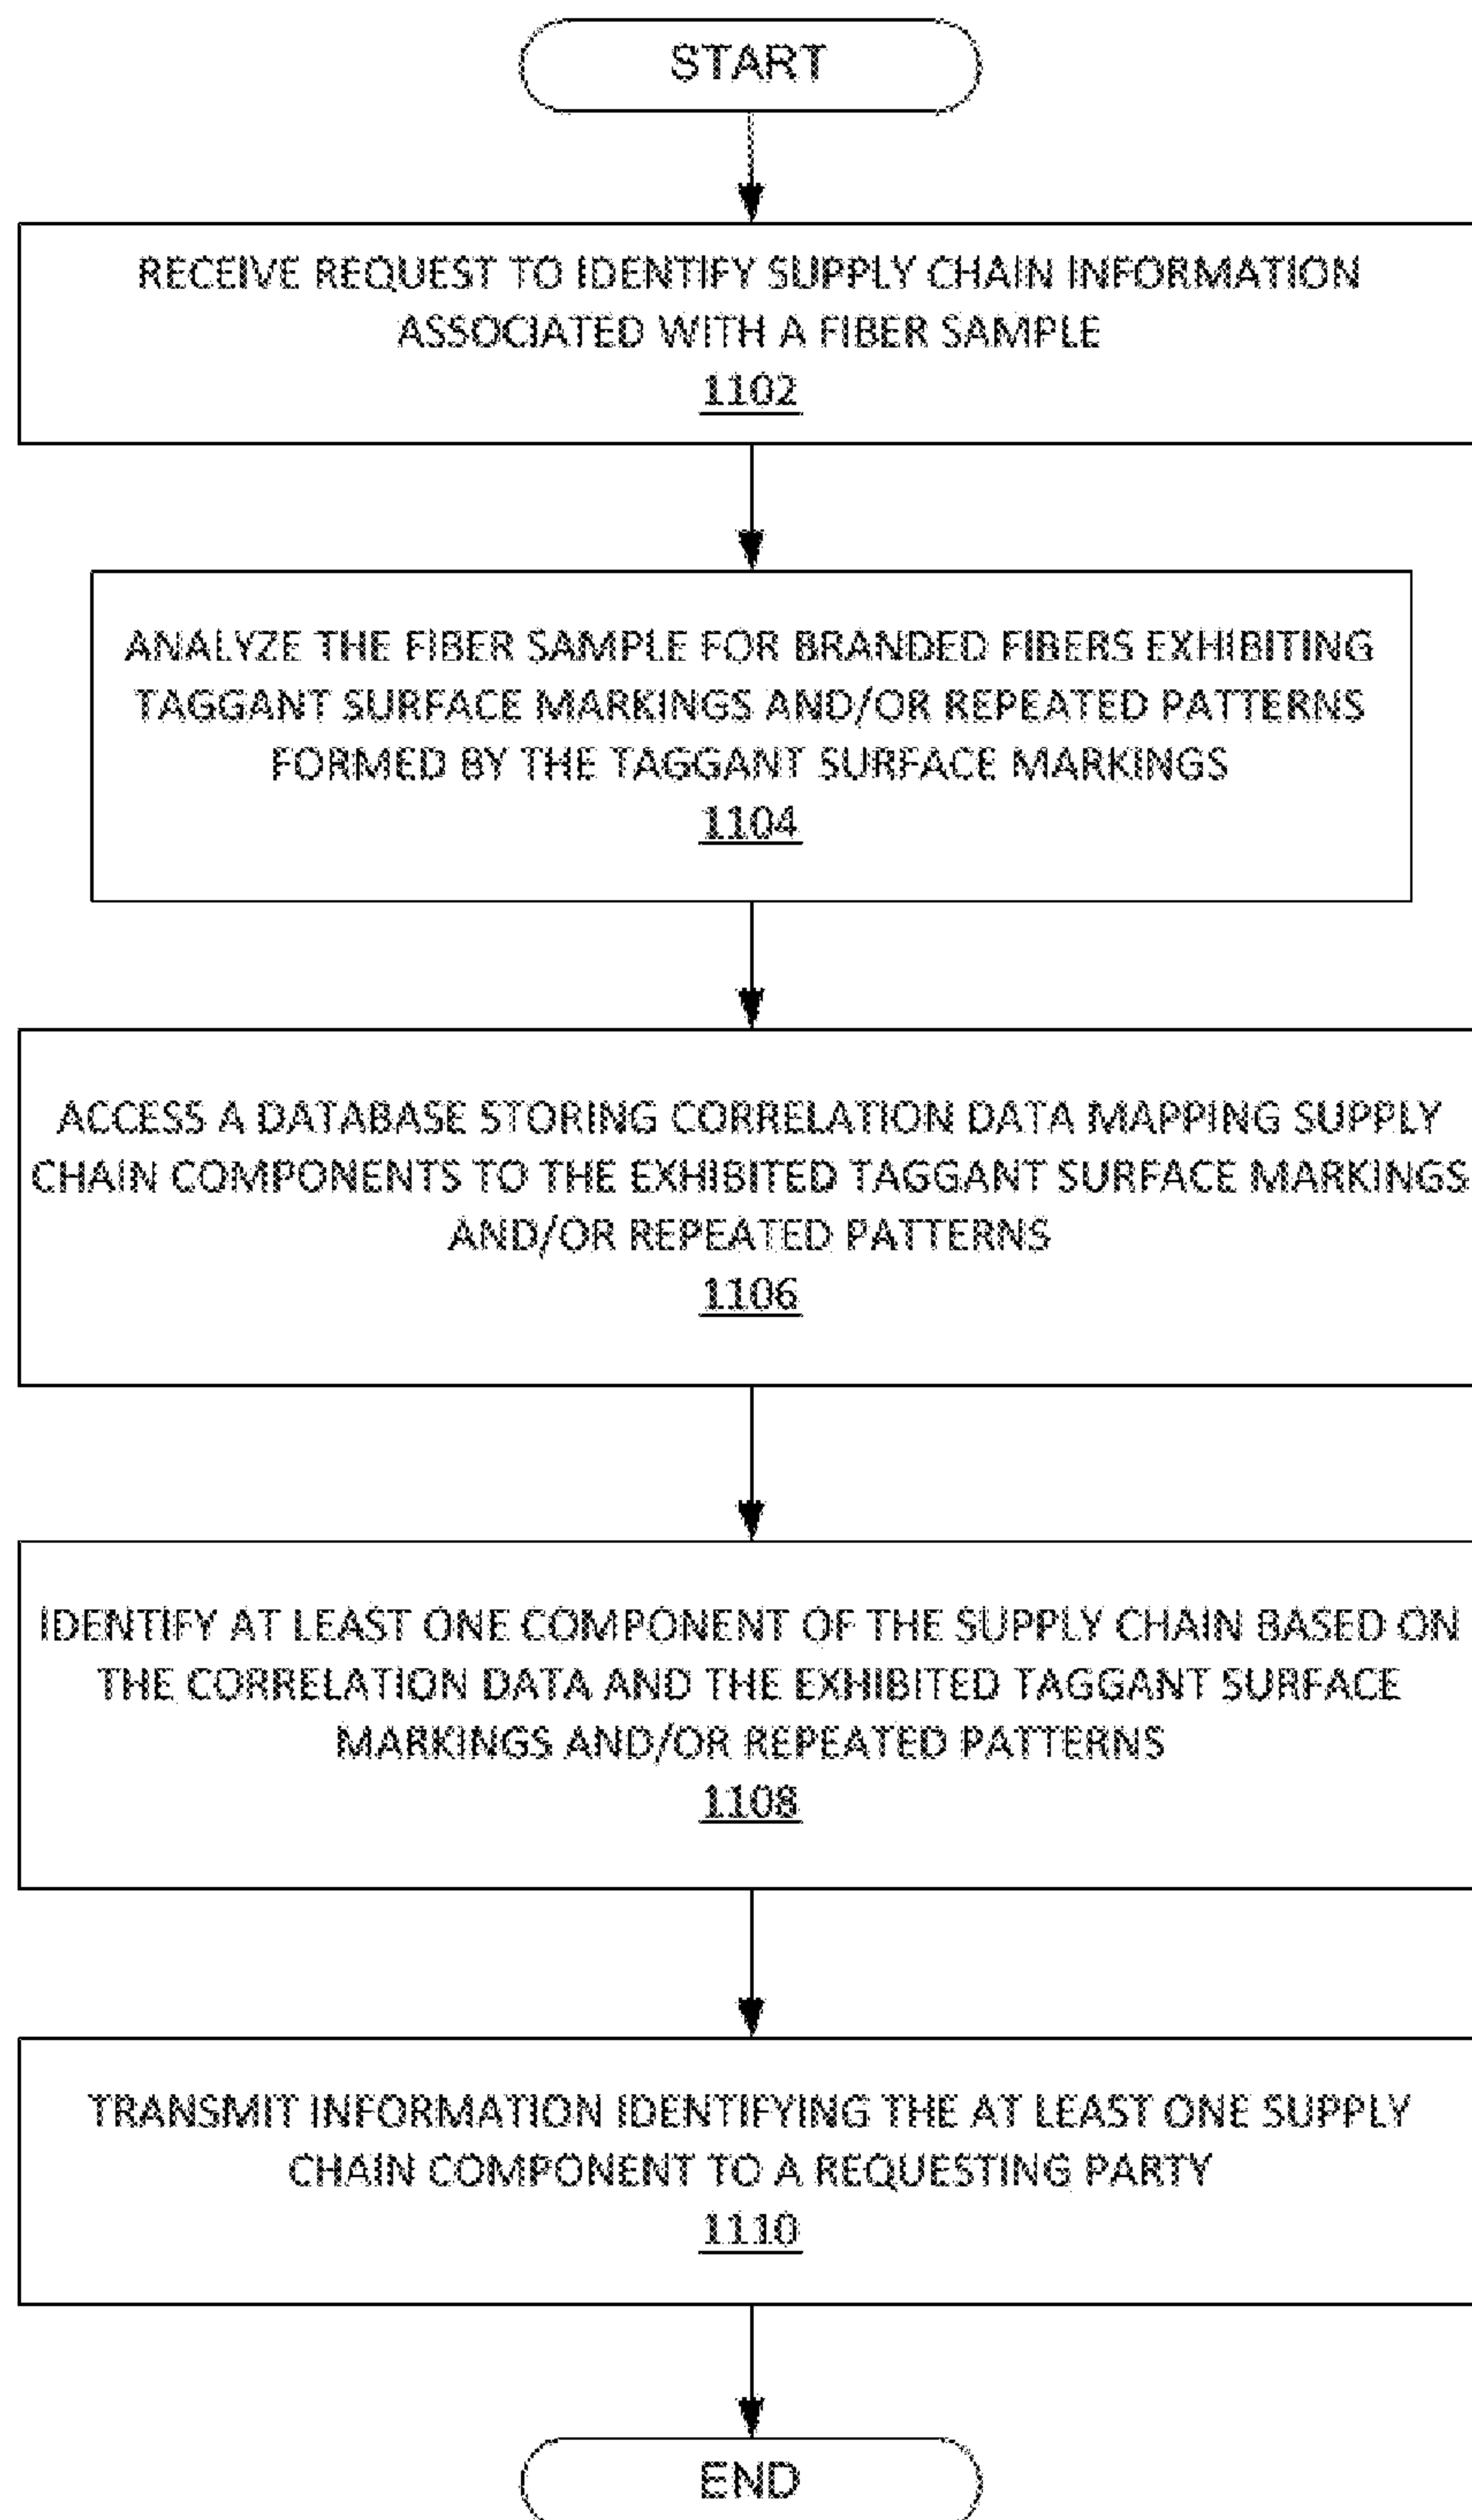 START
RECEIVE REQUEST TO IDENTIFY SUPPLY CHAIN INFORMATION
ASSOCIATED WITH A FIBER SAMPLE
1102
ANALYZE THE FIBER SAMPLE FOR BRANDED FIBERS EXHIBITING
TAGGANT SURFACE MARKINGS AND/OR REPEATED PATTERNS
FORMED BY THE TAGGANT SURFACE MARKINGS
1104
ACCESS A DATABASE STORING CORRELATION DATA MAPPING SUPPLY
CHAIN COMPONENTS TO THE EXHIBITED TAGGANT SURFACE MARKINGS
AND/OR REPEATED PATTERNS
1106
IDENTIFY AT LEAST ONE COMPONENT OF THE SUPPLY CHAIN BASED ON
THE CORRELATION DATA AND THE EXHIBITED TAGGANT SURFACE
MARKINGS AND/OR REPEATED PATTERNS
1108
TRANSMIT INFORMATION IDENTIFYING THE AT LEAST ONE SUPPLY
CHAIN COMPONENT TO A REQUESTING PARTY
1110
END